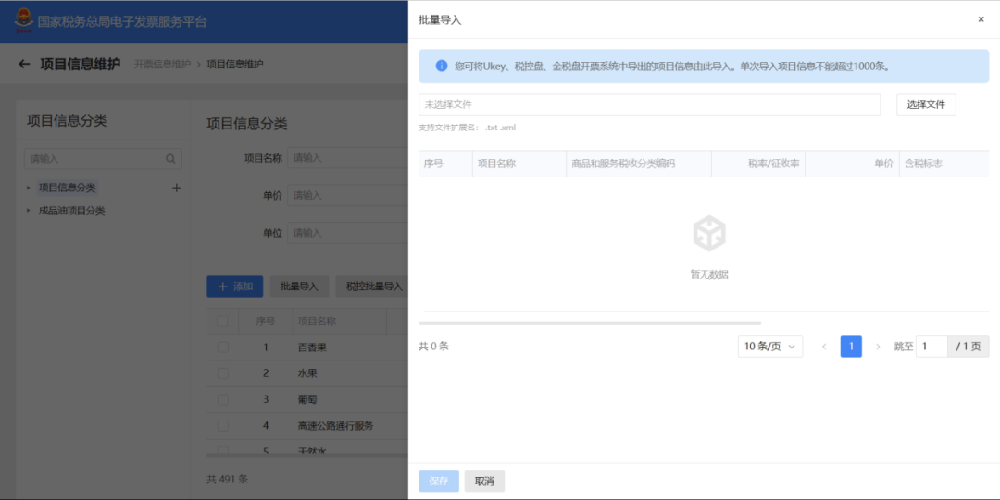 国家税务总局电子发票服务平台
项目信息维护 开票信息维护 > 项目信息维护
项目信息分类
请输入
项目信息分类 +
成品油项目分类
项目信息分类
项目名称 请输入
单价 请输入
单位 请输入
+ 添加 批量导入 税控批量导入
序号 项目名称
1 百香果
2 水果
3 葡萄
4 高速公路通行服务
5 天然水
共 491 条
批量导入 ×
您可将Ukey、税控盘、金税盘开票系统中导出的项目信息由此导入。单次导入项目信息不能超过1000条。
未选择文件 选择文件
支持文件扩展名: .txt .xml
序号 项目名称 商品和服务税收分类编码 税率/征收率 单价 含税标志
暂无数据
共 0 条 10 条/页 < 1 > 跳至 1 / 1 页
保存 取消